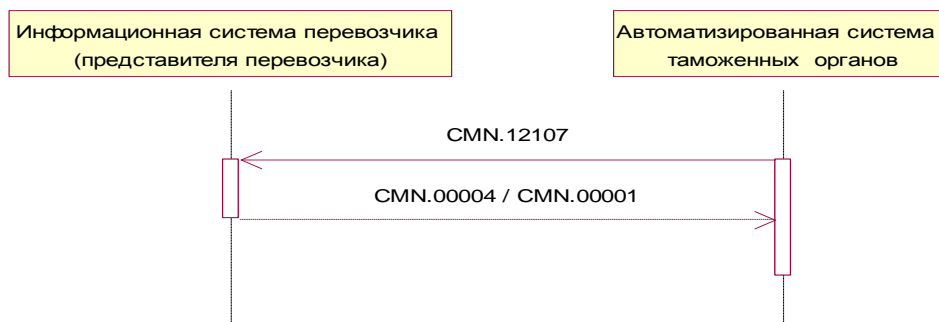 Информационная система перевозчика
(представителя перевозчика)
Автоматизированная система
таможенных органов
CMN.12107
CMN.00004 / CMN.00001